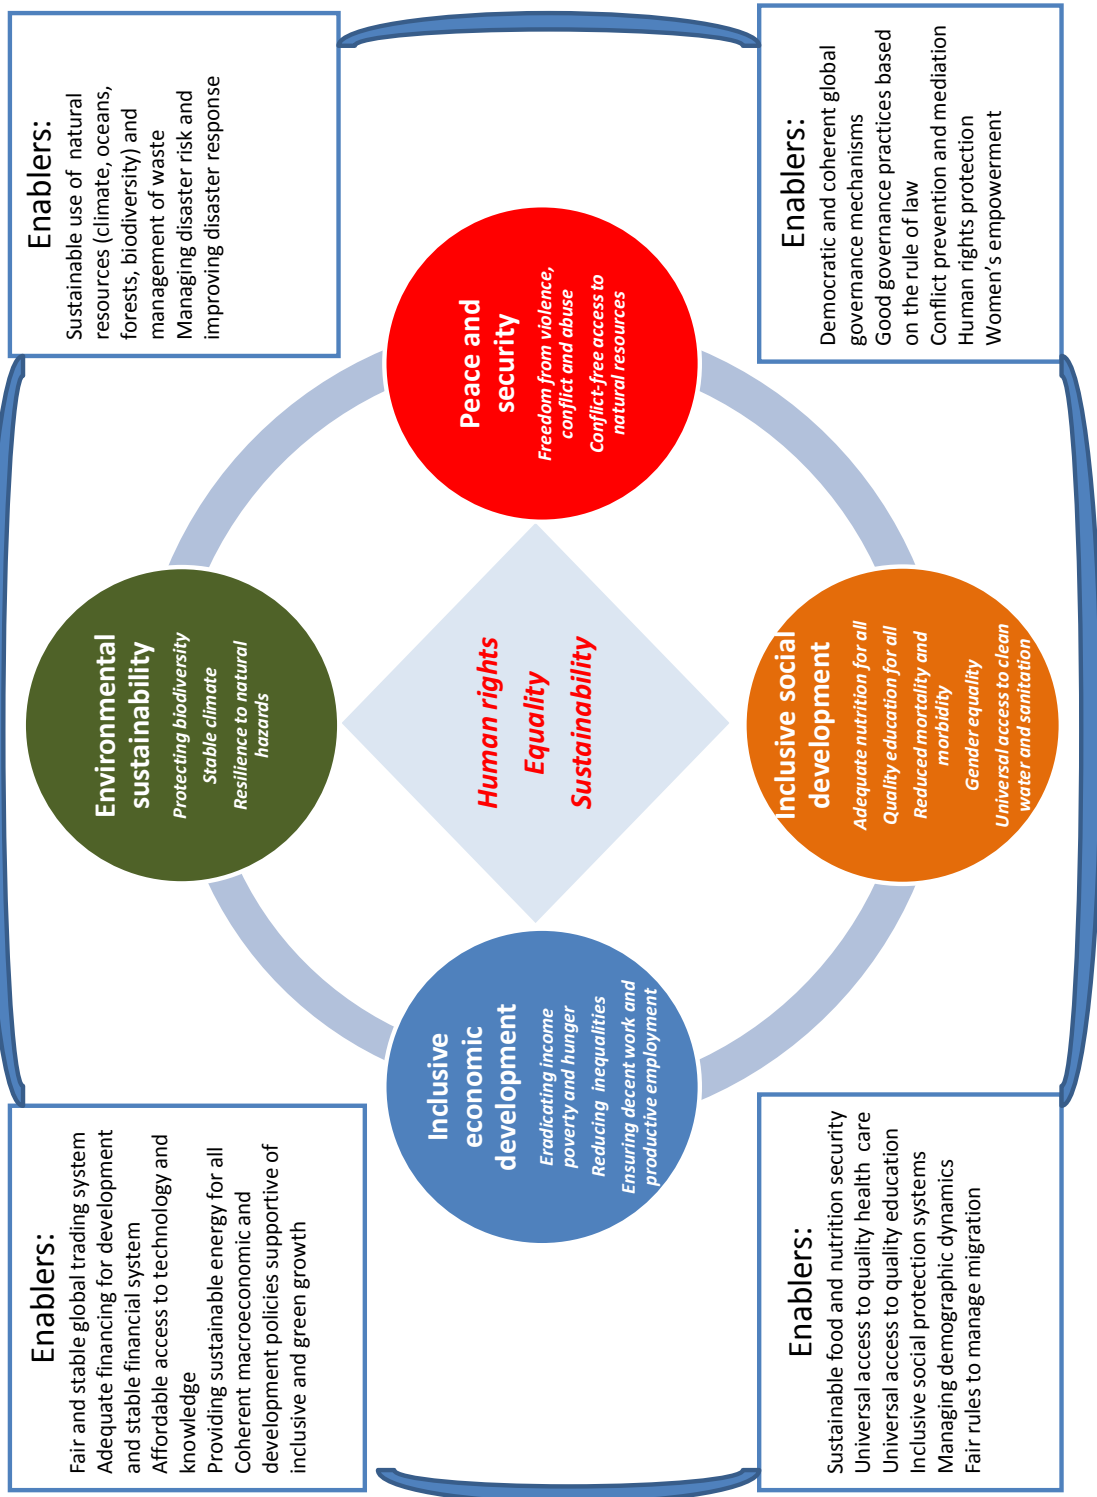 Enablers:
Fair and stable global trading system
Adequate financing for development
and stable financial system
Affordable access to technology and
knowledge
Providing sustainable energy for all
Coherent macroeconomic and
development policies supportive of
inclusive and green growth
Environmental
sustainability
Protecting biodiversity
Stable climate
Resilience to natural
hazards
Enablers:
Sustainable use of natural
resources (climate, oceans,
forests, biodiversity) and
management of waste
Managing disaster risk and
improving disaster response
Inclusive
economic
development
Eradicating income
poverty and hunger
Reducing inequalities
Ensuring decent work and
productive employment
Human rights
Equality
Sustainability
Peace and
security
Freedom from violence,
conflict and abuse
Conflict-free access to
natural resources
Enablers:
Sustainable food and nutrition security
Universal access to quality health care
Universal access to quality education
Inclusive social protection systems
Managing demographic dynamics
Fair rules to manage migration
Inclusive social
development
Adequate nutrition for all
Quality education for all
Reduced mortality and
morbidity
Gender equality
Universal access to clean
water and sanitation
Enablers:
Democratic and coherent global
governance mechanisms
Good governance practices based
on the rule of law
Conflict prevention and mediation
Human rights protection
Women’s empowerment